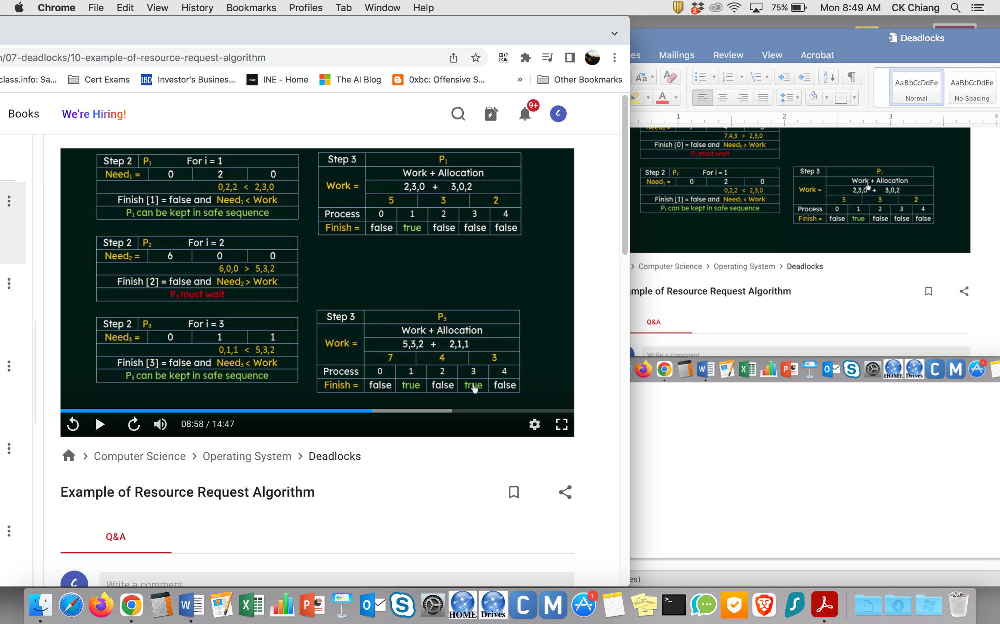 Chrome File Edit View History Bookmarks Profiles Tab Window Help
2 75% Mon 8:49 AM CK Chiang
/07-deadlocks/10-example-of-resource-request-algorithm
class.info: Sa... Cert Exams IBD Investor's Busines... INE - Home The AI Blog 0xbc: Offensive S... » Other Bookmarks
Books We're Hiring! 9+ C
Step 2 P₁ For i = 1
Need₁ = 0 2 0
0,2,2 < 2,3,0
Finish [1] = false and Need₁ < Work
P₁ can be kept in safe sequence
Step 3 P₁
Work + Allocation
Work = 2,3,0 + 3,0,2
5 3 2
Process 0 1 2 3 4
Finish = false true false false false
Step 2 P₂ For i = 2
Need₂ = 6 0 0
6,0,0 > 5,3,2
Finish [2] = false and Need₂ > Work
P₂ must wait
Step 2 P₃ For i = 3
Need₃ = 0 1 1
0,1,1 < 5,3,2
Finish [3] = false and Need₃ < Work
P₃ can be kept in safe sequence
Step 3 P₃
Work + Allocation
Work = 5,3,2 + 2,1,1
7 4 3
Process 0 1 2 3 4
Finish = false true false true false
08:58 / 14:47
> Computer Science > Operating System > Deadlocks
Example of Resource Request Algorithm
Q&A
C Write a comment
Deadlocks
es Mailings Review View Acrobat
Aa AaBbCcDdEe AaBbCcDdEe
A Normal No Spacing
1 2 3 4
7,4,3 > 2,3,0
Finish [0] = false and Need₀ > Work
P₀ must wait
Step 2 P₁ For i = 1
Need₁ = 0 2 0
0,2,2 < 2,3,0
Finish [1] = false and Need₁ < Work
P₁ can be kept in safe sequence
Step 3 P₁
Work + Allocation
Work = 2,3,0 + 3,0,2
5 3 2
Process 0 1 2 3 4
Finish = false true false false false
> Computer Science > Operating System > Deadlocks
mple of Resource Request Algorithm
Q&A
Write a comment
HOME Drives C M 1
es)
HOME Drives C M 1